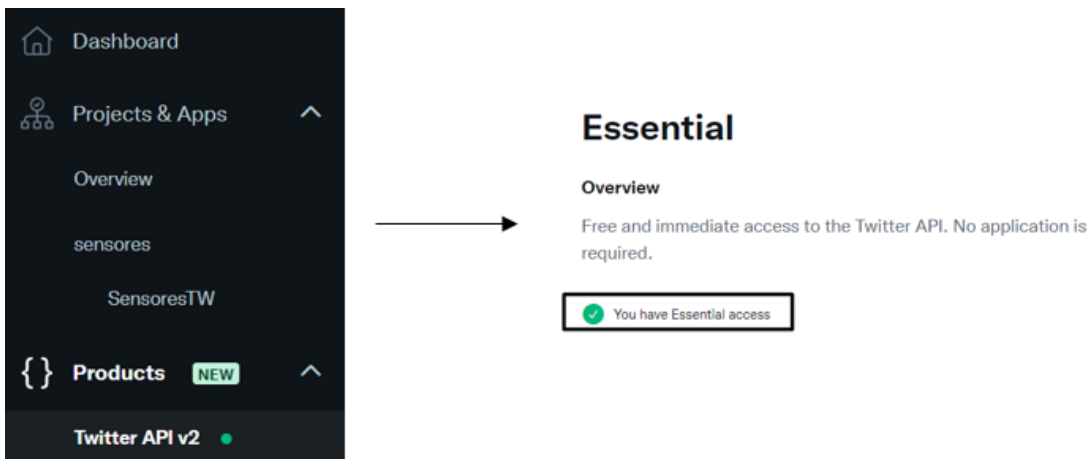 Dashboard
Projects & Apps
Overview
sensores
SensoresTW
{ } Products NEW
Twitter API v2
Essential
Overview
Free and immediate access to the Twitter API. No application is
required.
You have Essential access